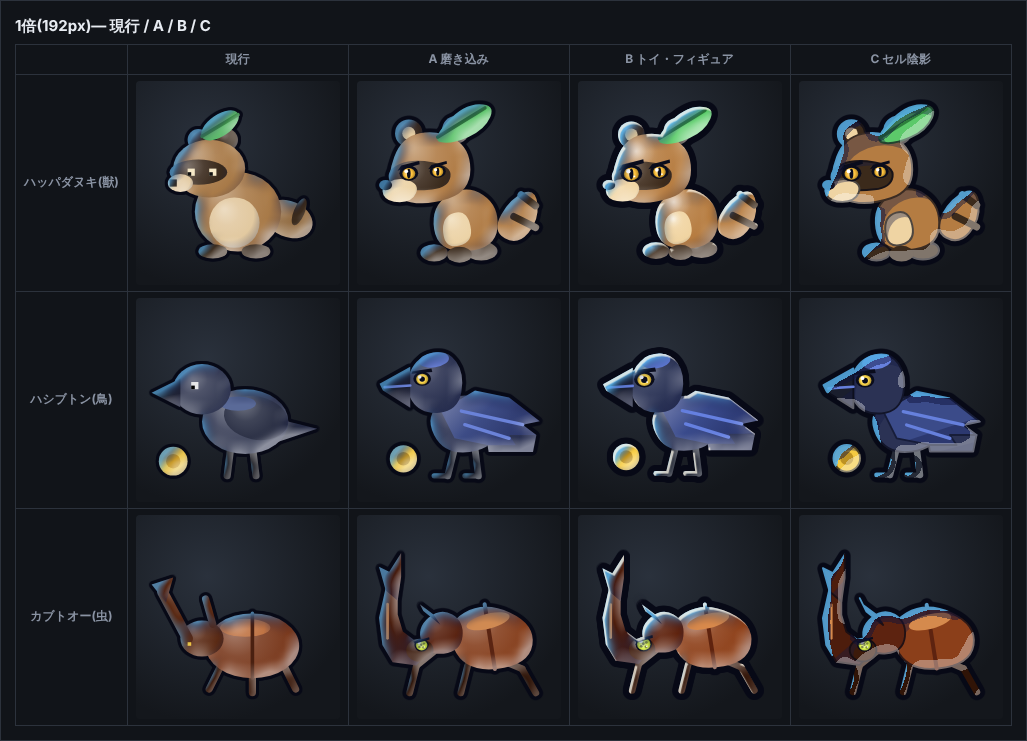 1倍(192px)— 現行 / A / B / C
現行
A 磨き込み
B トイ・フィギュア
C セル陰影
ハッパダヌキ(獣)
ハシブトン(鳥)
カブトオー(虫)